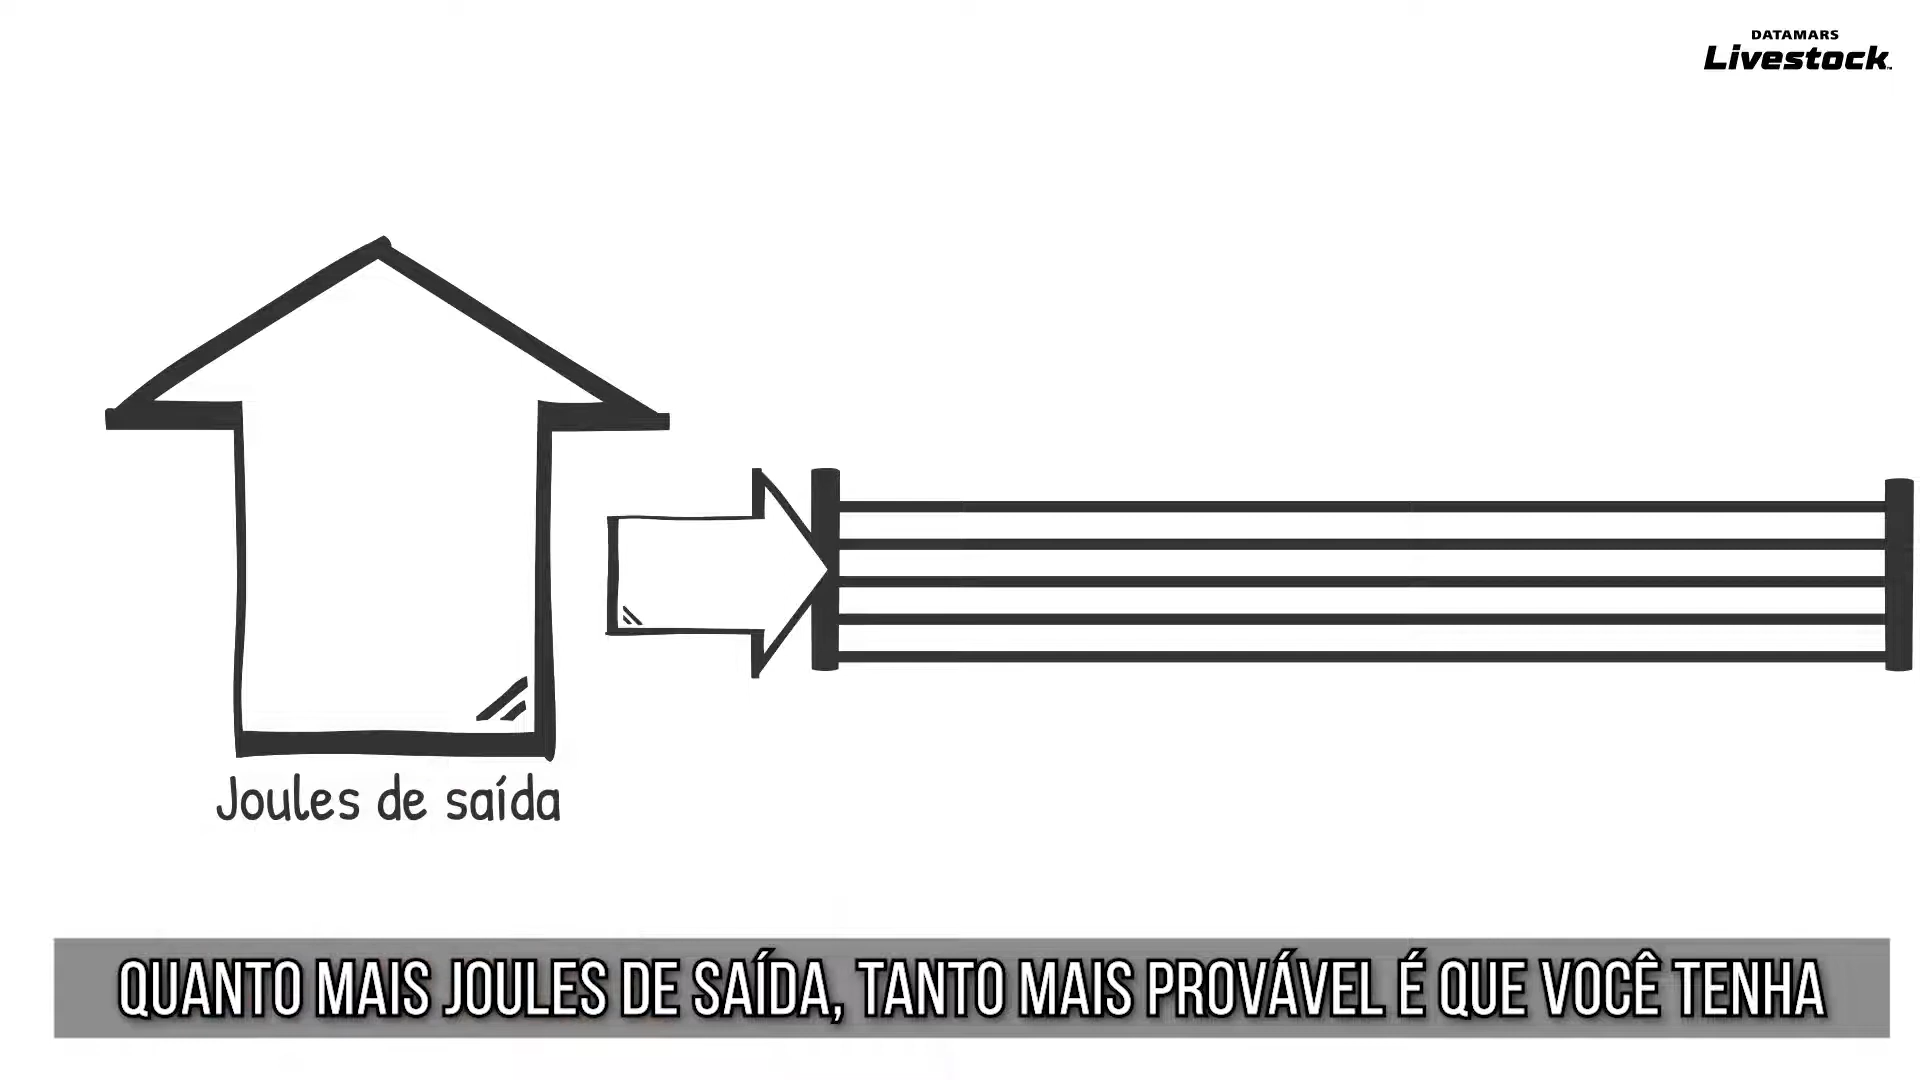 DATAMARS
Livestock
Joules de saída
QUANTO MAIS JOULES DE SAÍDA, TANTO MAIS PROVÁVEL É QUE VOCÊ TENHA